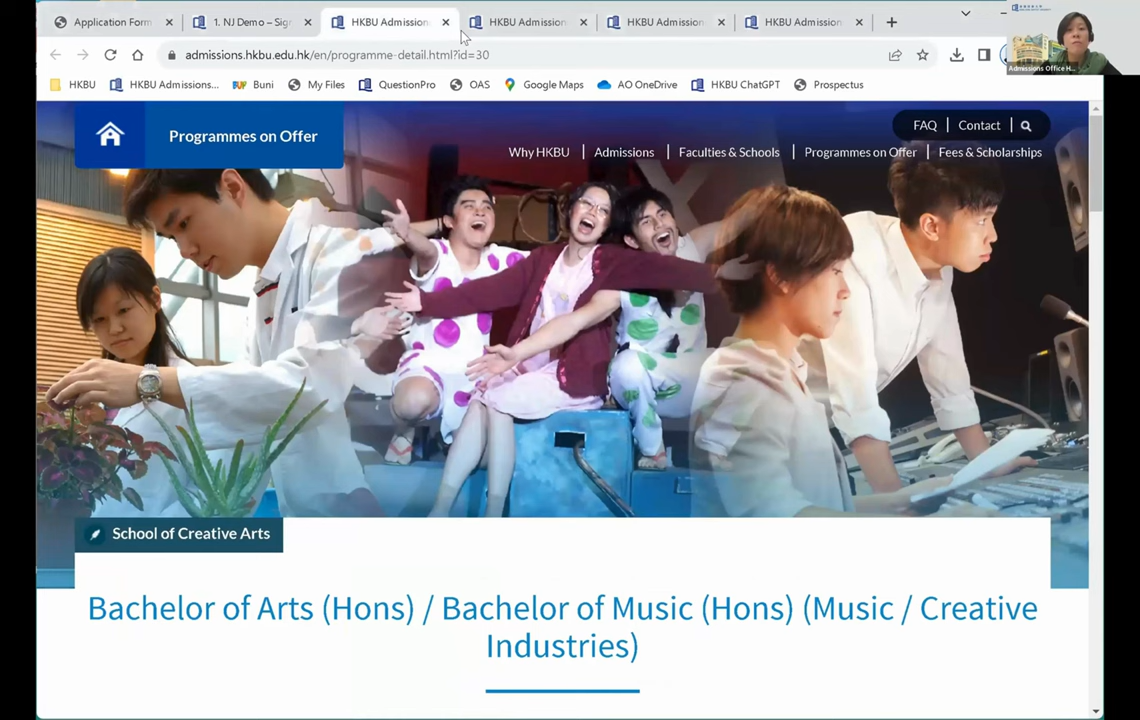 Application Form
1. NJ Demo – Sig
HKBU Admission
HKBU Admission
HKBU Admission
HKBU Admission
admissions.hkbu.edu.hk/en/programme-detail.html?id=30
HKBU
HKBU Admissions...
Buni
My Files
QuestionPro
OAS
Google Maps
AO OneDrive
HKBU ChatGPT
Prospectus
Admissions Office H...
Programmes on Offer
FAQ | Contact |
Why HKBU | Admissions | Faculties & Schools | Programmes on Offer | Fees & Scholarships
School of Creative Arts
Bachelor of Arts (Hons) / Bachelor of Music (Hons) (Music / Creative
Industries)